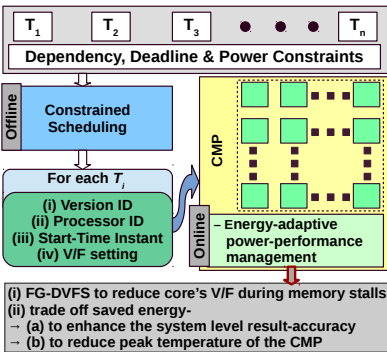 T1 T2 T3 Tn
Dependency, Deadline & Power Constraints
Offline
Constrained
Scheduling
For each Ti
(i) Version ID
(ii) Processor ID
(iii) Start-Time Instant
(iv) V/F setting
CMP
Online
– Energy-adaptive
power-performance
management
(i) FG-DVFS to reduce core's V/F during memory stalls
(ii) trade off saved energy-
→ (a) to enhance the system level result-accuracy
→ (b) to reduce peak temperature of the CMP